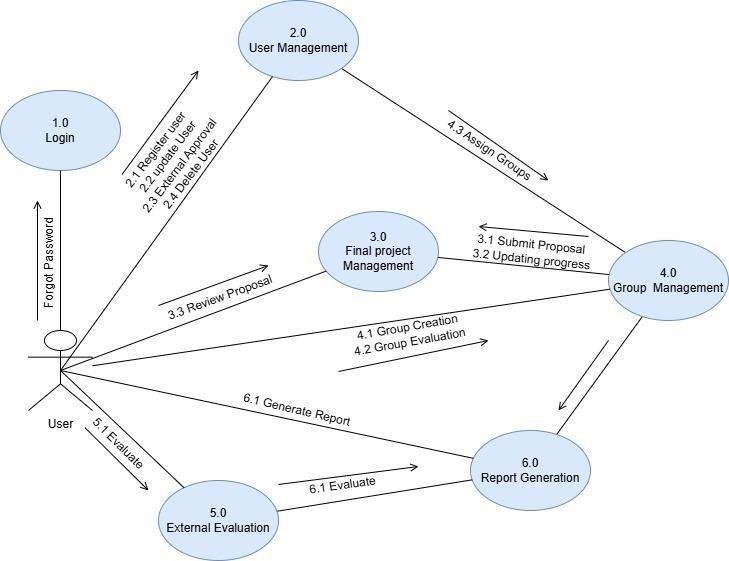 2.0
User Management
1.0
Login
2.1 Register user
2.2 update User
2.3 External Approval
2.4 Delete User
4.3 Assign Groups
3.0
Final project
Management
3.1 Submit Proposal
3.2 Updating progress
4.0
Group Management
Forgot Password
3.3 Review Proposal
4.1 Group Creation
4.2 Group Evaluation
User
6.1 Generate Report
5.1 Evaluate
6.0
Report Generation
6.1 Evaluate
5.0
External Evaluation